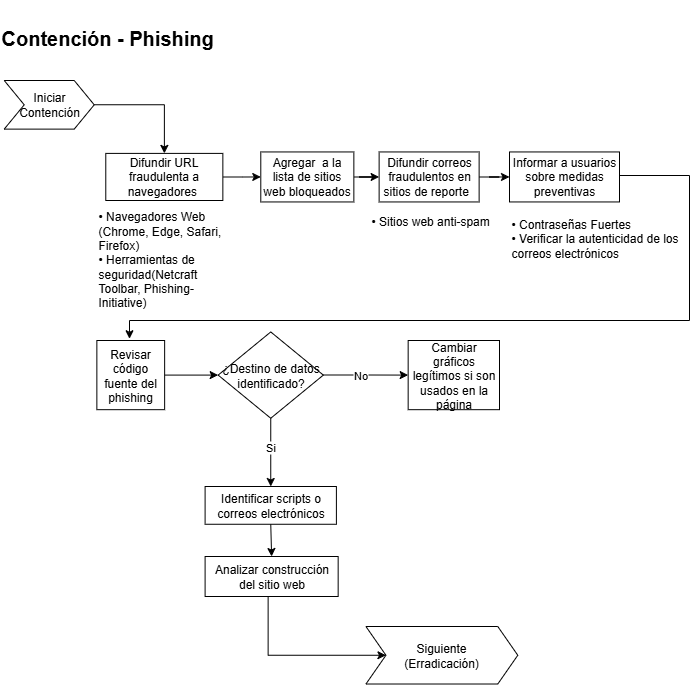 Contención - Phishing
Iniciar
Contención
Difundir URL
fraudulenta a
navegadores
Agregar a la
lista de sitios
web bloqueados
Difundir correos
fraudulentos en
sitios de reporte
Informar a usuarios
sobre medidas
preventivas
• Navegadores Web
(Chrome, Edge, Safari,
Firefox)
• Herramientas de
seguridad(Netcraft
Toolbar, Phishing-
Initiative)
• Sitios web anti-spam
• Contraseñas Fuertes
• Verificar la autenticidad de los
correos electrónicos
Revisar
código
fuente del
phishing
¿Destino de datos
identificado?
No
Cambiar
gráficos
legítimos si son
usados en la
página
Si
Identificar scripts o
correos electrónicos
Analizar construcción
del sitio web
Siguiente
(Erradicación)